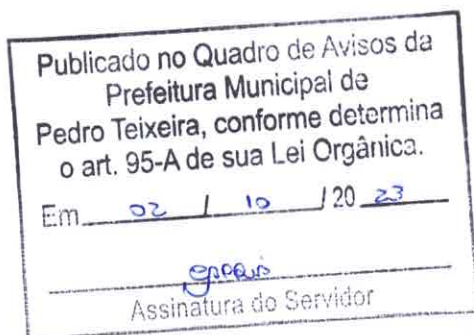 Publicado no Quadro de Avisos da
Prefeitura Municipal de
Pedro Teixeira, conforme determina
o art. 95-A de sua Lei Orgânica.
Em 02 / 10 / 20 23
Assinatura do Servidor